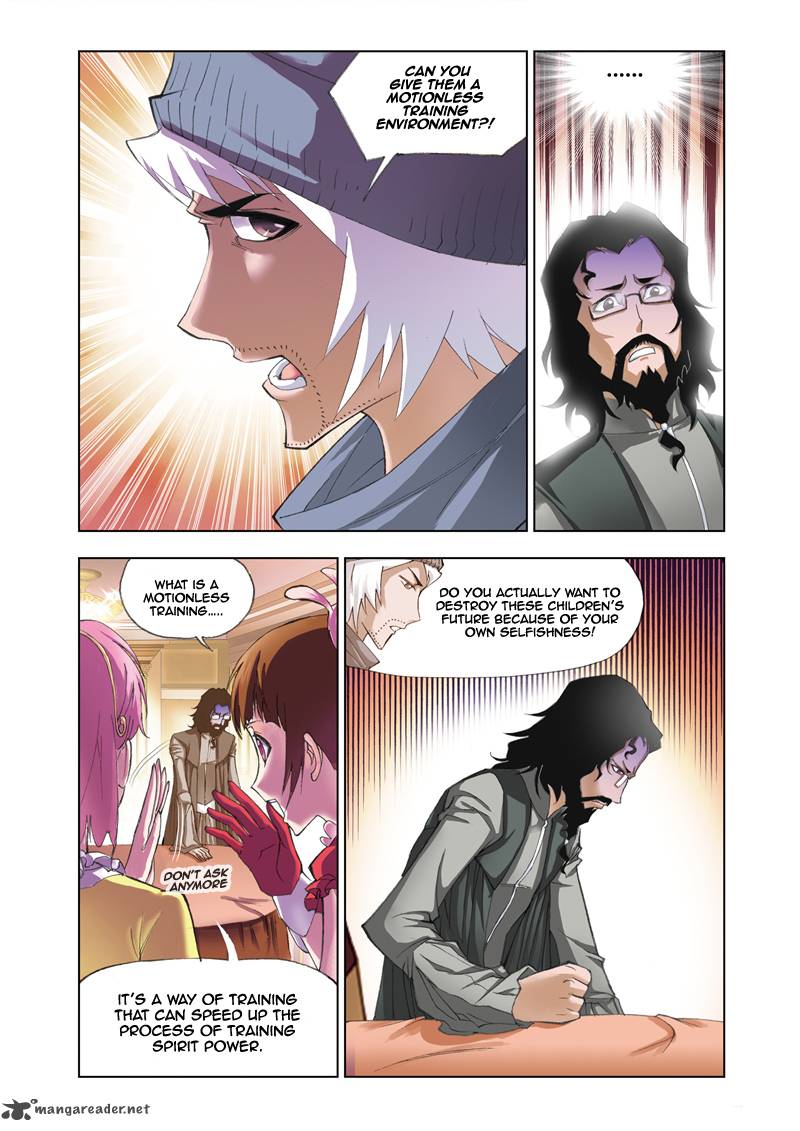 CAN YOU
GIVE THEM A
MOTIONLESS
TRAINING
ENVIRONMENT?!
......
WHAT IS A
MOTIONLESS
TRAINING.....
DON'T ASK
ANYMORE
IT'S A WAY OF TRAINING
THAT CAN SPEED UP THE
PROCESS OF TRAINING
SPIRIT POWER.
DO YOU ACTUALLY WANT TO
DESTROY THESE CHILDREN'S
FUTURE BECAUSE OF YOUR
OWN SELFISHNESS!
mangareader.net